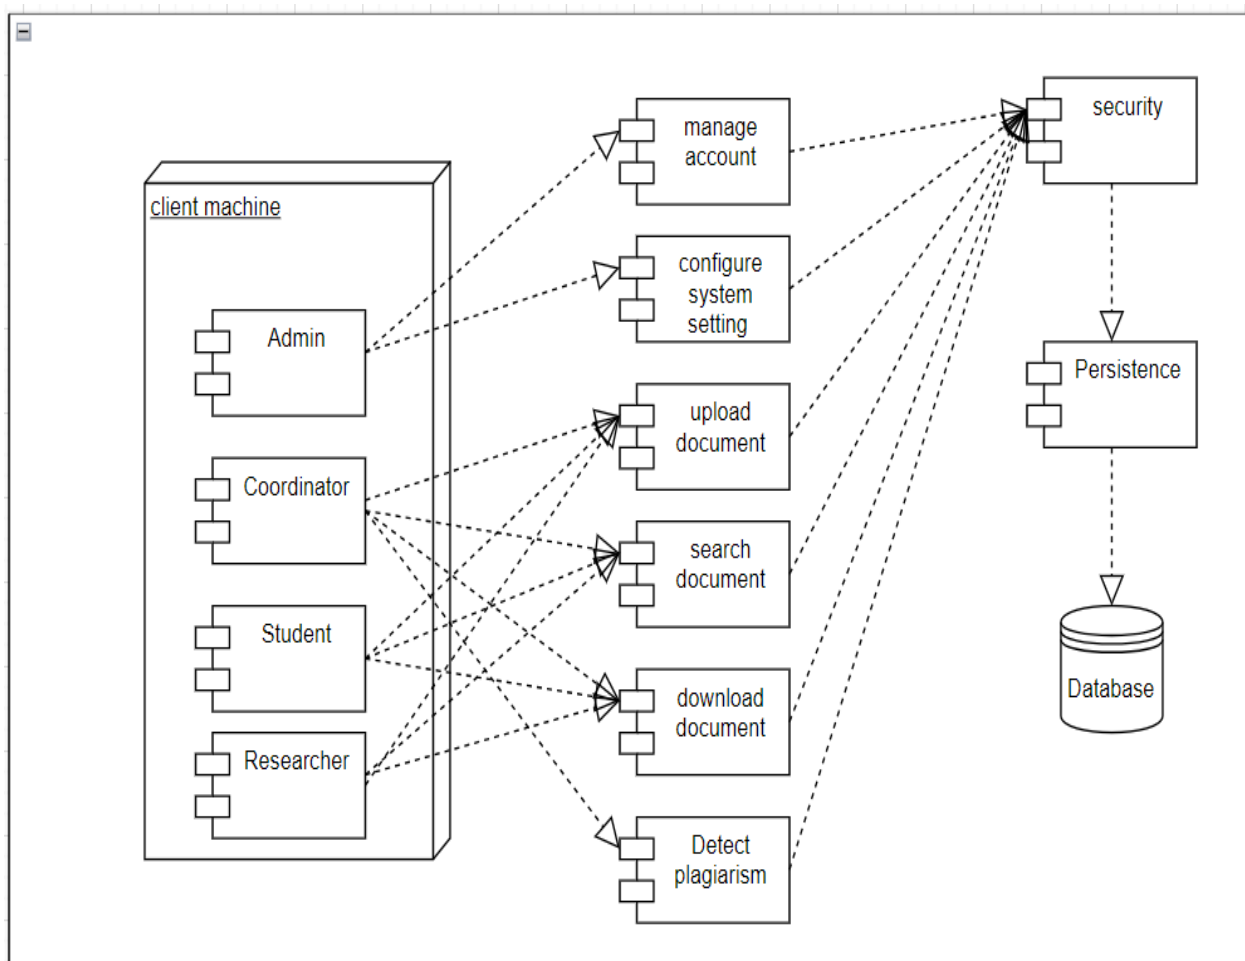 client machine
Admin
Coordinator
Student
Researcher
manage
account
configure
system
setting
upload
document
search
document
download
document
Detect
plagiarism
security
Persistence
Database